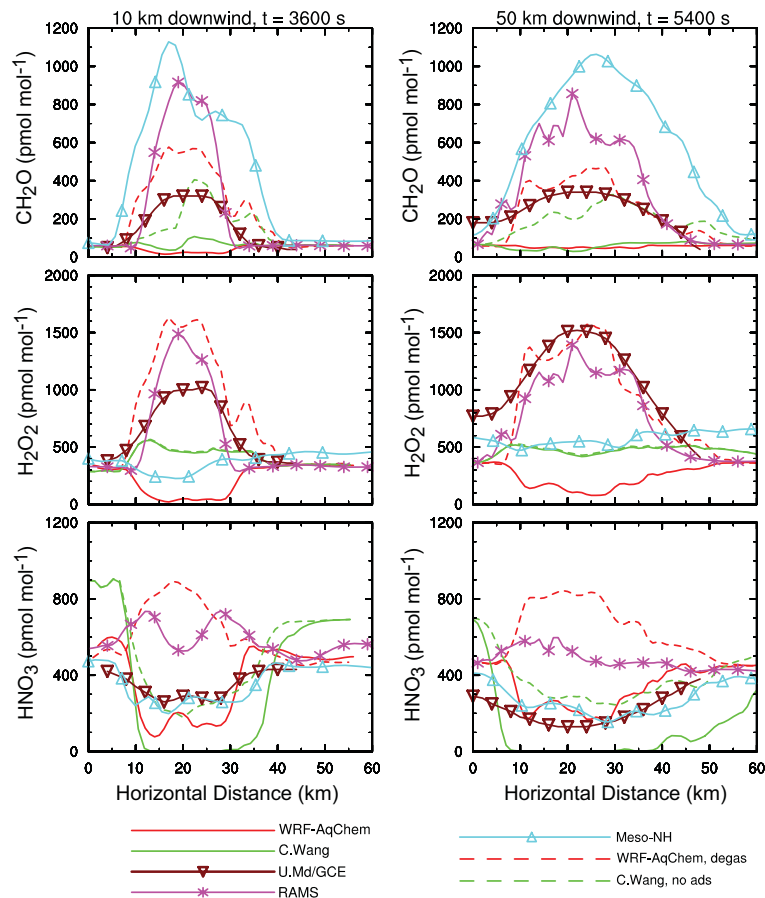 10 km downwind, t = 3600 s
50 km downwind, t = 5400 s
CH₂O (pmol mol⁻¹)
1200
1000
800
600
400
200
0
CH₂O (pmol mol⁻¹)
1200
1000
800
600
400
200
0
H₂O₂ (pmol mol⁻¹)
2000
1500
1000
500
0
H₂O₂ (pmol mol⁻¹)
2000
1500
1000
500
0
HNO₃ (pmol mol⁻¹)
1200
800
400
0
HNO₃ (pmol mol⁻¹)
1200
800
400
0
0 10 20 30 40 50 60
0 10 20 30 40 50 60
Horizontal Distance (km)
Horizontal Distance (km)
WRF-AqChem
C.Wang
U.Md/GCE
RAMS
Meso-NH
WRF-AqChem, degas
C.Wang, no ads